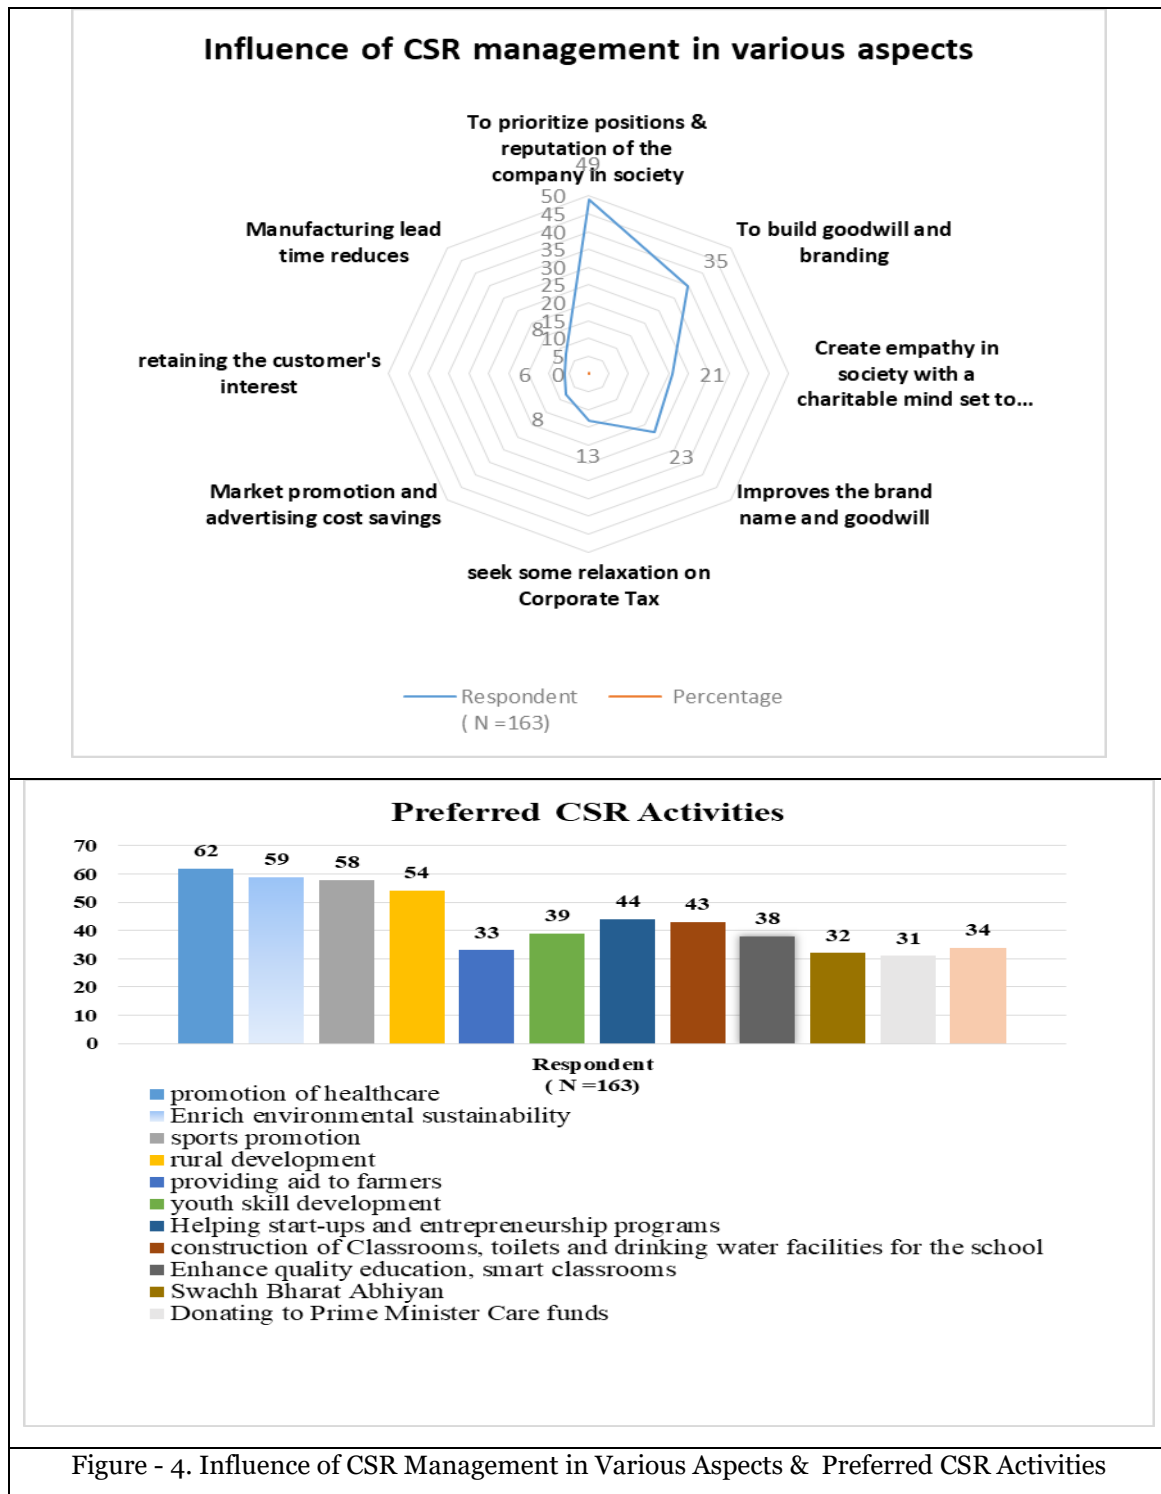 Influence of CSR management in various aspects
To prioritize positions &
reputation of the
company in society
49
50
45
40
35
30
25
20
15
10
5
0
Manufacturing lead
time reduces
To build goodwill and
branding
35
8
retaining the customer's
interest
6
21
Create empathy in
society with a
charitable mind set to...
8
13
23
Market promotion and
advertising cost savings
Improves the brand
name and goodwill
seek some relaxation on
Corporate Tax
Respondent
( N =163)
Percentage
Preferred CSR Activities
70
60
50
40
30
20
10
0
62
59
58
54
33
39
44
43
38
32
31
34
Respondent
( N =163)
promotion of healthcare
Enrich environmental sustainability
sports promotion
rural development
providing aid to farmers
youth skill development
Helping start-ups and entrepreneurship programs
construction of Classrooms, toilets and drinking water facilities for the school
Enhance quality education, smart classrooms
Swachh Bharat Abhiyan
Donating to Prime Minister Care funds
Figure - 4. Influence of CSR Management in Various Aspects & Preferred CSR Activities